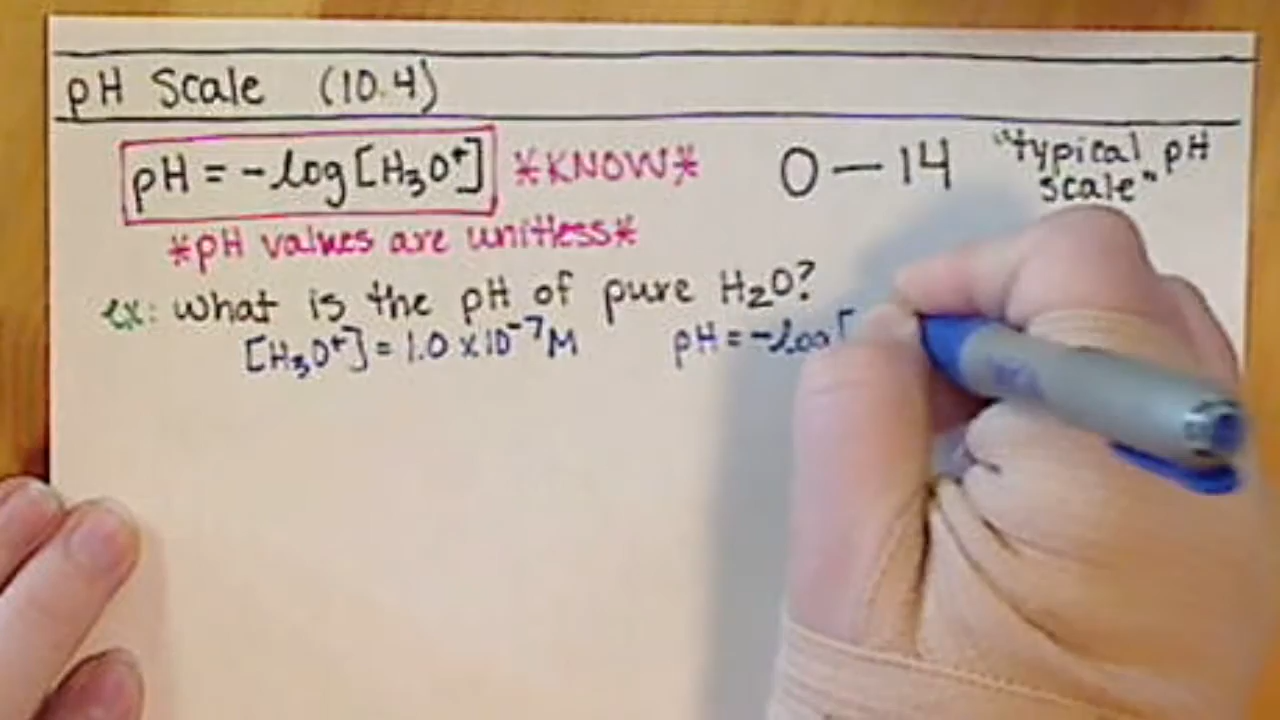 pH Scale (10.4)
pH = -log [H₃O⁺] *KNOW* 0 — 14 "typical pH
scale"
*pH values are unitless*
ex: What is the pH of pure H₂O?
[H₃O⁺] = 1.0 x 10⁻⁷ M pH = -log [